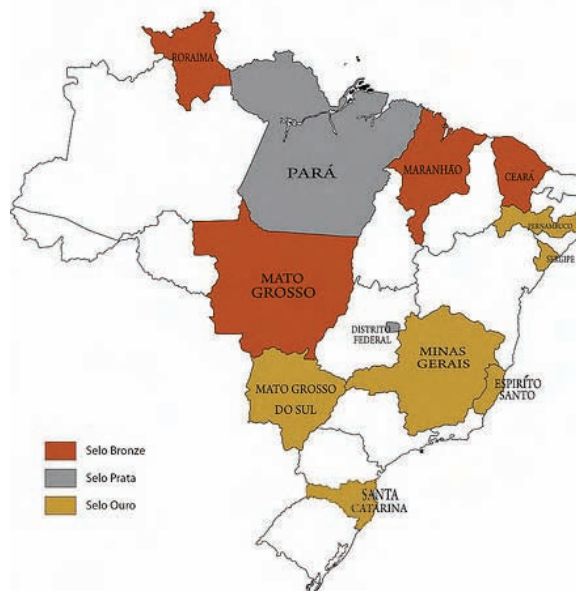 RORAIMA
PARÁ
MARANHÃO
CEARÁ
PERNAMBUCO
SERGIPE
MATO
GROSSO
DISTRITO
FEDERAL
MINAS
GERAIS
ESPIRÍTO
SANTO
MATO GROSSO
DO SUL
SANTA
CATARINA
Selo Bronze
Selo Prata
Selo Ouro